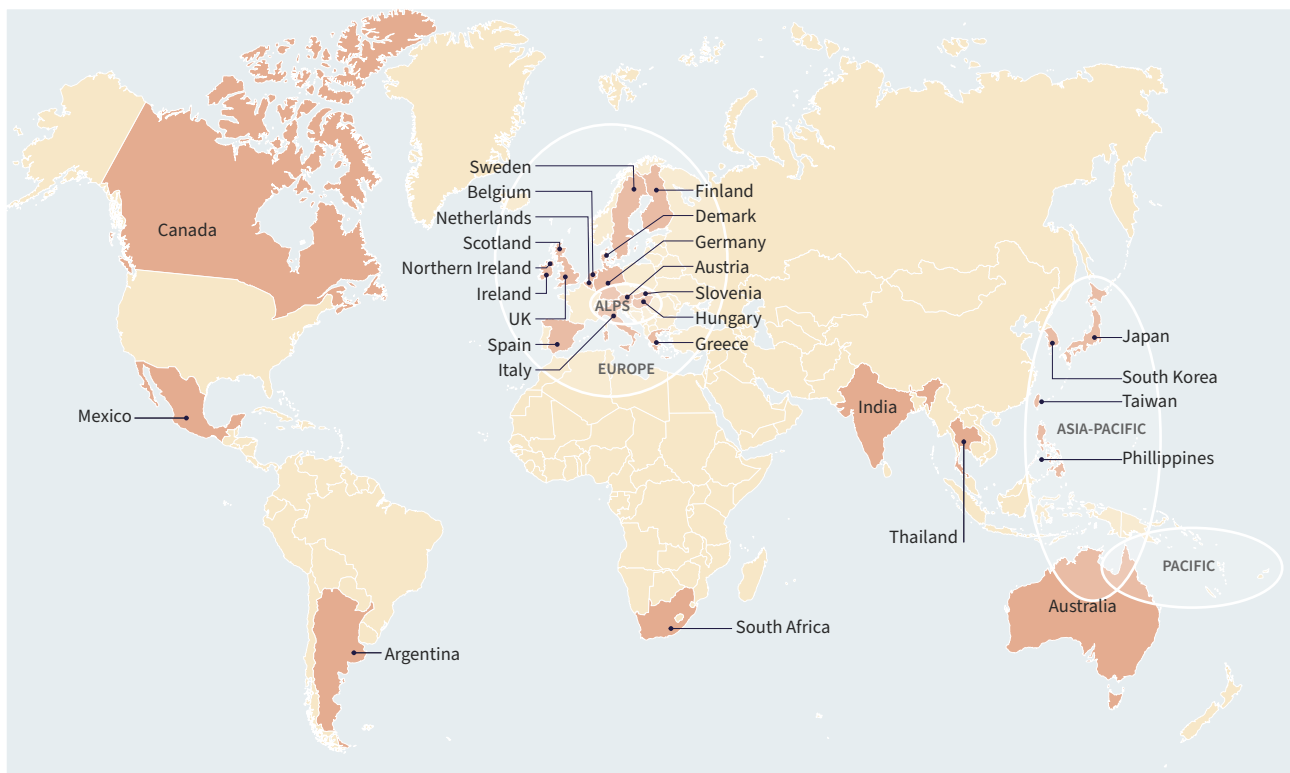 Sweden
Belgium
Netherlands
Scotland
Northern Ireland
Ireland
UK
Spain
Italy
Finland
Demark
Germany
Austria
Slovenia
Hungary
Greece
ALPS
EUROPE
Canada
Mexico
Argentina
South Africa
India
Thailand
Japan
South Korea
Taiwan
ASIA-PACIFIC
Phillippines
PACIFIC
Australia